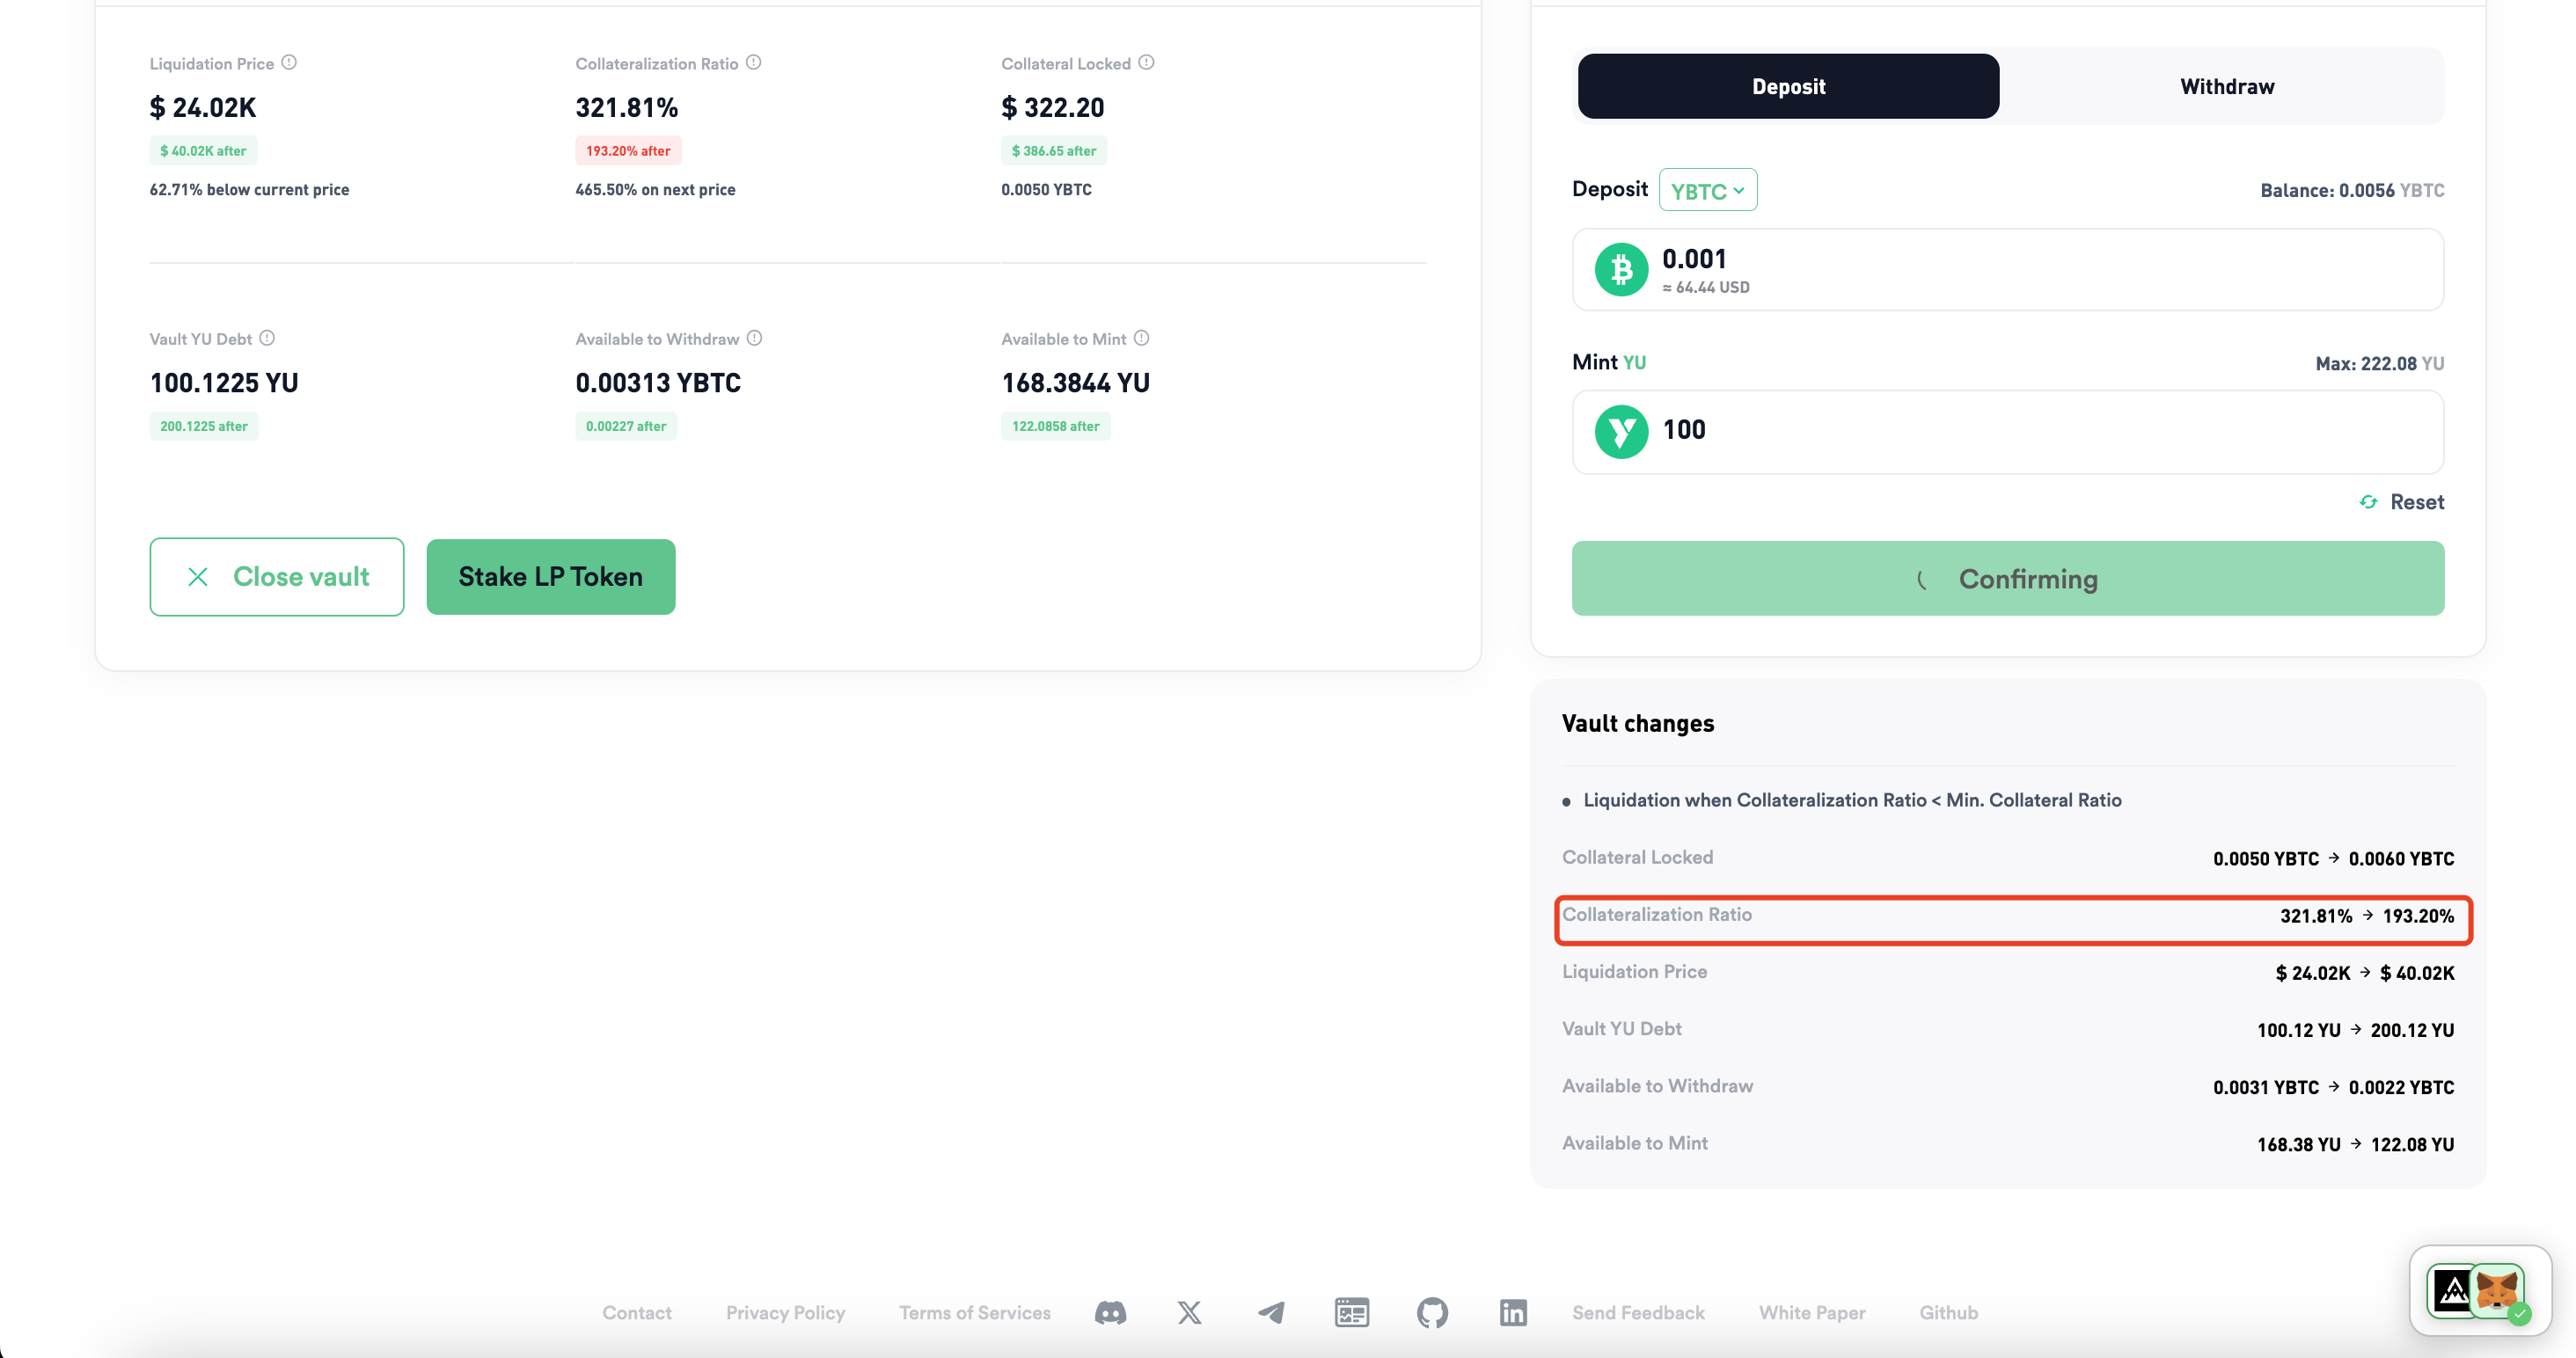 Liquidation Price
$ 24.02K
$ 40.02K after
62.71% below current price
Collateralization Ratio
321.81%
193.20% after
465.50% on next price
Collateral Locked
$ 322.20
$ 386.65 after
0.0050 YBTC
Vault YU Debt
100.1225 YU
200.1225 after
Available to Withdraw
0.00313 YBTC
0.00227 after
Available to Mint
168.3844 YU
122.0858 after
Close vault
Stake LP Token
Deposit
Withdraw
Deposit YBTC
Balance: 0.0056 YBTC
0.001
≈ 64.44 USD
Mint YU
Max: 222.08 YU
100
Reset
Confirming
Vault changes
Liquidation when Collateralization Ratio < Min. Collateral Ratio
Collateral Locked 0.0050 YBTC → 0.0060 YBTC
Collateralization Ratio 321.81% → 193.20%
Liquidation Price $ 24.02K → $ 40.02K
Vault YU Debt 100.12 YU → 200.12 YU
Available to Withdraw 0.0031 YBTC → 0.0022 YBTC
Available to Mint 168.38 YU → 122.08 YU
Contact Privacy Policy Terms of Services Send Feedback White Paper Github